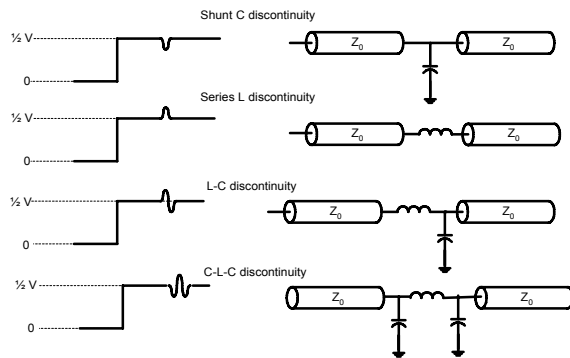 Shunt C discontinuity
½ V
0
Z0
Z0
Series L discontinuity
½ V
0
Z0
Z0
L-C discontinuity
½ V
0
Z0
Z0
C-L-C discontinuity
½ V
0
Z0
Z0